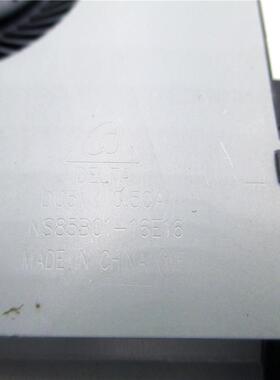 DELTA
DC5V 0.50A
NS85B01-16E16
MADE IN CHINA